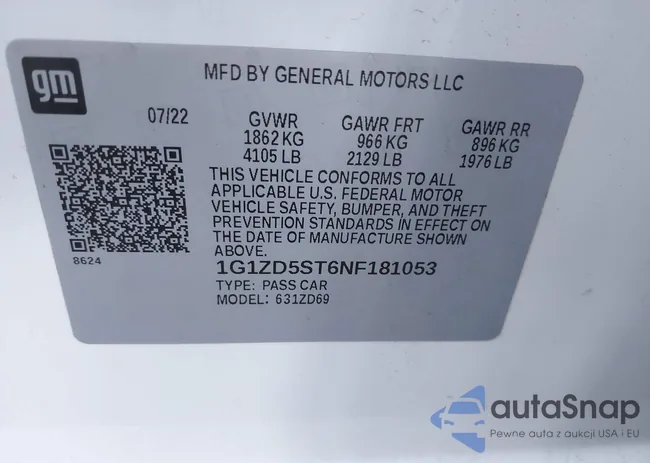 gm
MFD BY GENERAL MOTORS LLC
07/22
GVWR GAWR FRT GAWR RR
1862 KG 966 KG 896 KG
4105 LB 2129 LB 1976 LB
THIS VEHICLE CONFORMS TO ALL
APPLICABLE U.S. FEDERAL MOTOR
VEHICLE SAFETY, BUMPER, AND THEFT
PREVENTION STANDARDS IN EFFECT ON
THE DATE OF MANUFACTURE SHOWN
ABOVE.
8624
1G1ZD5ST6NF181053
TYPE: PASS CAR
MODEL: 631ZD69
autaSnap
Pewne auta z aukcji USA i EU